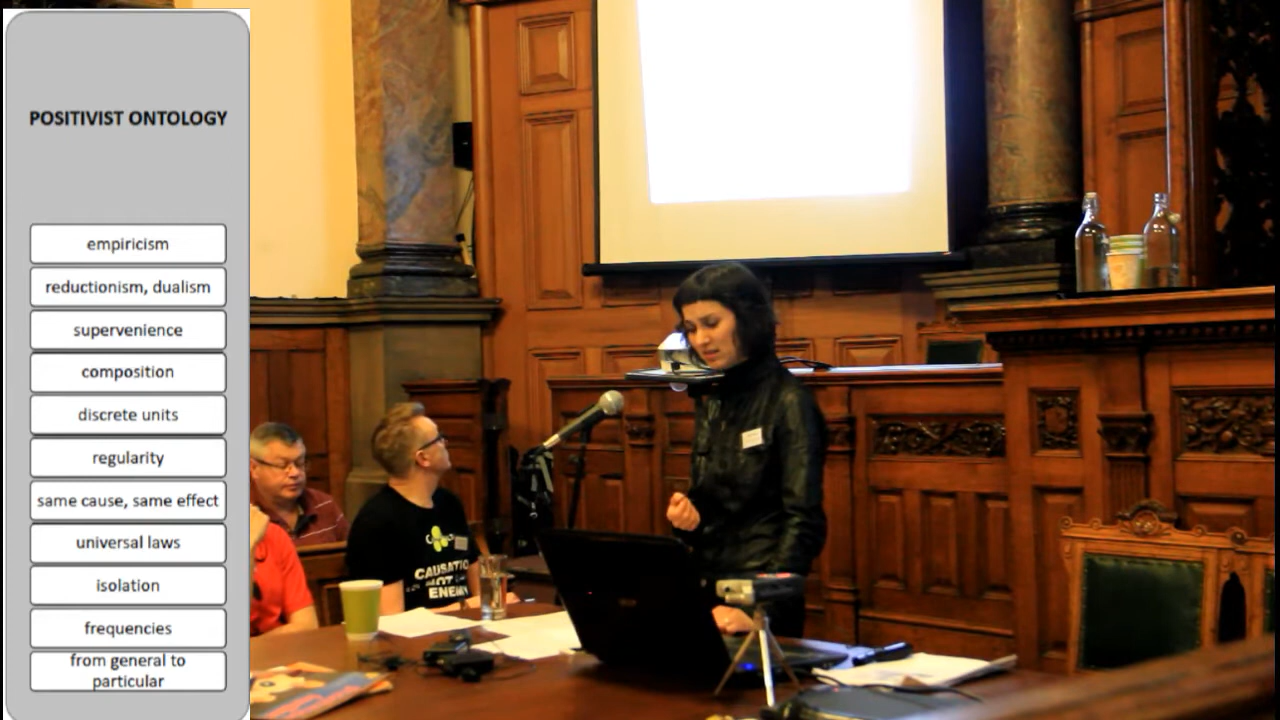 POSITIVIST ONTOLOGY
empiricism
reductionism, dualism
supervenience
composition
discrete units
regularity
same cause, same effect
universal laws
isolation
frequencies
from general to
particular
CAUSATIO
NOT
ENEMY